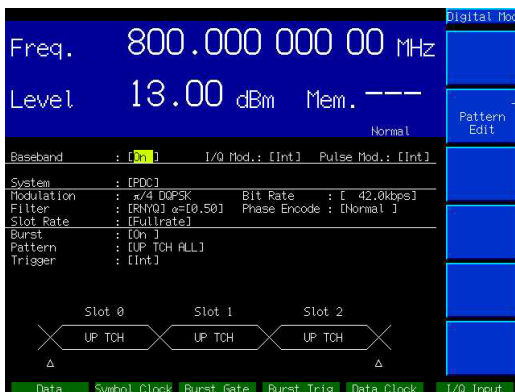 Digital Mo
Freq. 800.000 000 00 MHz
Level 13.00 dBm Mem.---
Normal
Pattern
Edit
Baseband : [On ] I/Q Mod.: [Int] Pulse Mod.: [Int]
System : [PDC]
Modulation : π/4 DQPSK Bit Rate : [ 42.0kbps]
Filter : [RNYQ] α=[0.50] Phase Encode : [Normal ]
Slot Rate : [Fullrate]
Burst : [On ]
Pattern : [UP TCH ALL]
Trigger : [Int]
Slot 0 Slot 1 Slot 2
UP TCH UP TCH UP TCH
Data Symbol Clock Burst Gate Burst Trig Data Clock I/Q Input